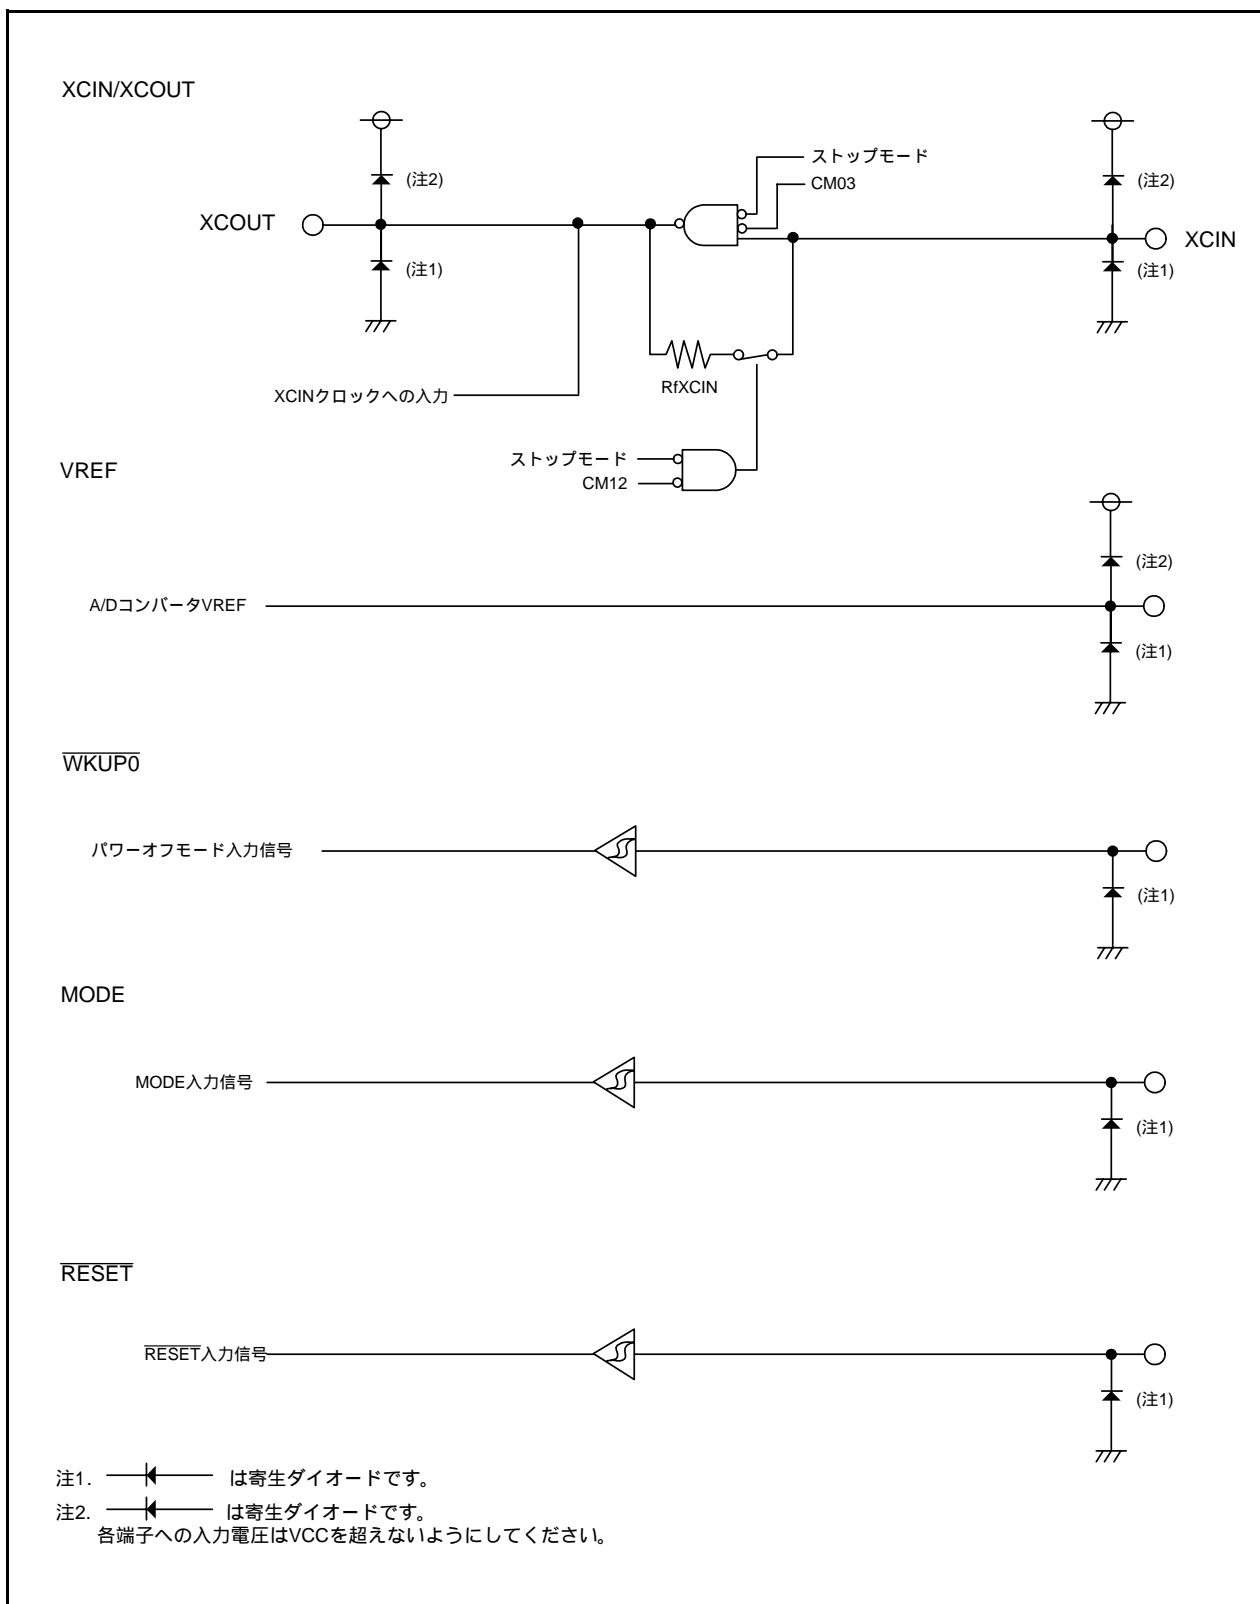 XCIN/XCOUT
ストップモード
CM03
(注2)
(注2)
XCOUT
XCIN
(注1)
(注1)
RfXCIN
XCINクロックへの入力
ストップモード
CM12
VREF
(注2)
A/DコンバータVREF
(注1)
WKUP0
パワーオフモード入力信号
(注1)
MODE
MODE入力信号
(注1)
RESET
RESET入力信号
(注1)
注1. は寄生ダイオードです。
注2. は寄生ダイオードです。
各端子への入力電圧はVCCを超えないようにしてください。